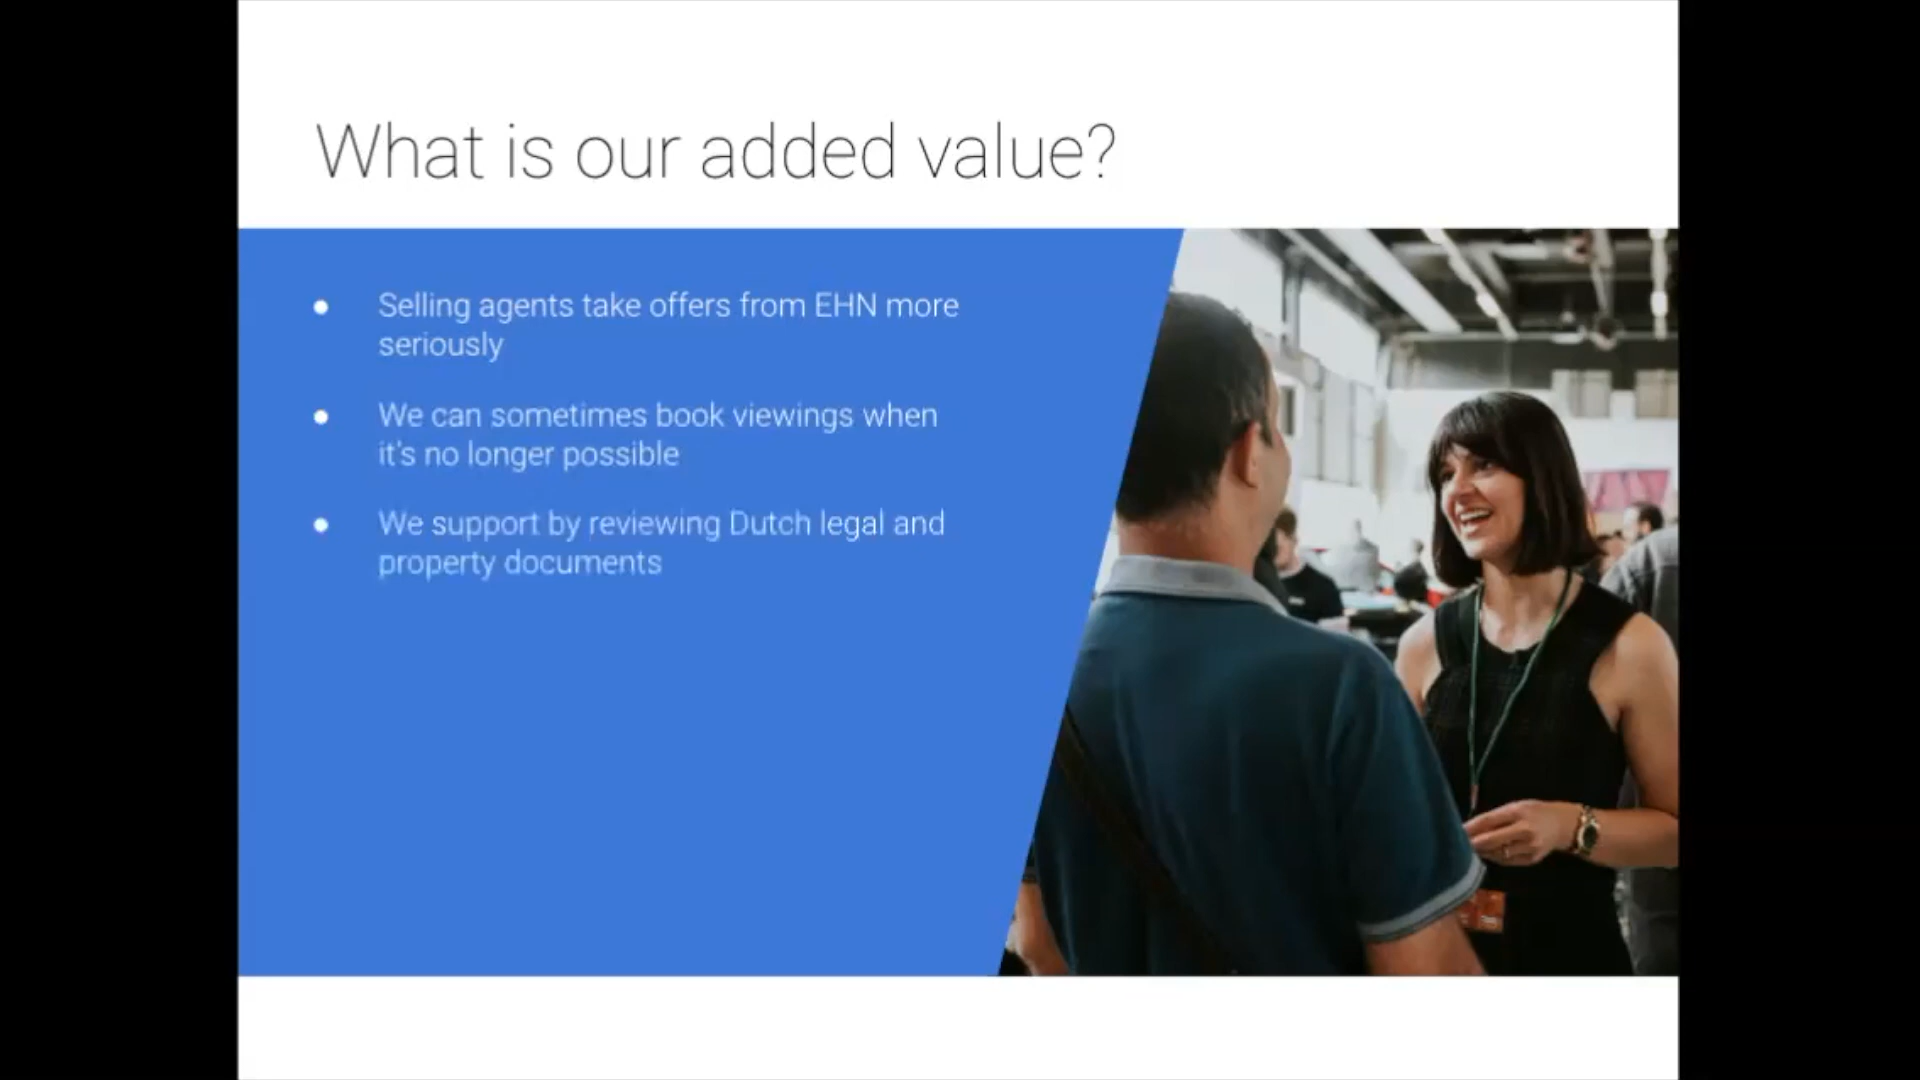 What is our added value?
Selling agents take offers from EHN more
seriously
We can sometimes book viewings when
it's no longer possible
We support by reviewing Dutch legal and
property documents